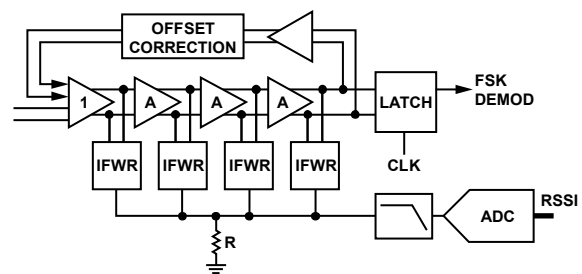 OFFSET
CORRECTION
1
A
A
A
LATCH
FSK
DEMOD
CLK
IFWR
IFWR
IFWR
IFWR
R
ADC
RSSI